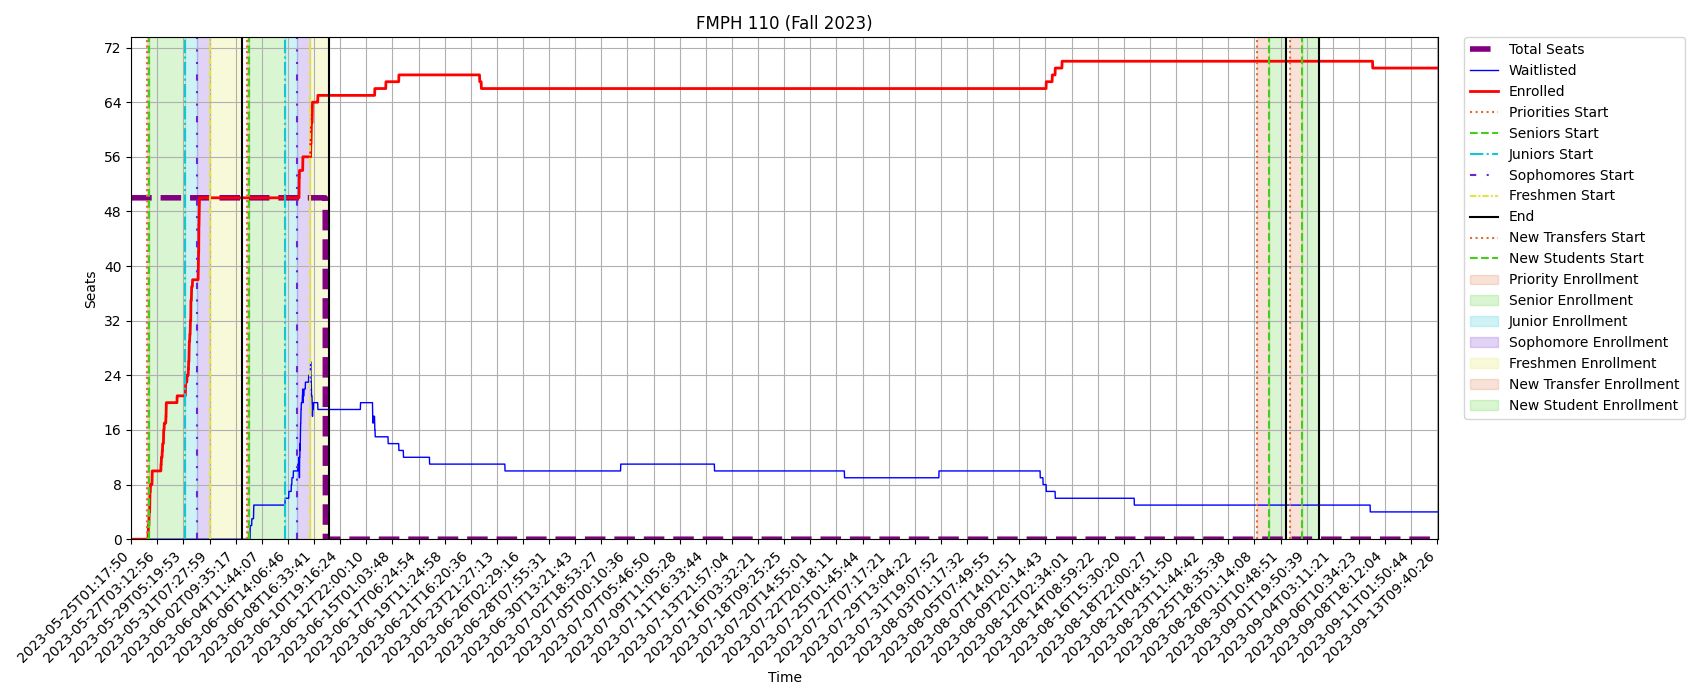 FMPH 110 (Fall 2023)
Seats
72
64
56
48
40
32
24
16
8
0
2023-05-25T01:17:50
2023-05-27T03:12:56
2023-05-29T05:19:53
2023-05-31T07:27:59
2023-06-02T09:35:17
2023-06-04T11:44:07
2023-06-06T14:06:46
2023-06-08T16:33:41
2023-06-10T19:16:24
2023-06-12T22:00:10
2023-06-15T01:03:48
2023-06-17T06:24:54
2023-06-19T11:24:58
2023-06-21T16:20:36
2023-06-23T21:27:13
2023-06-26T02:29:16
2023-06-28T07:55:31
2023-06-30T13:21:43
2023-07-02T18:53:27
2023-07-05T00:10:36
2023-07-07T05:46:50
2023-07-09T11:05:28
2023-07-11T16:33:44
2023-07-13T21:57:04
2023-07-16T03:32:21
2023-07-18T09:25:25
2023-07-20T14:55:01
2023-07-22T20:18:11
2023-07-25T01:45:44
2023-07-27T07:17:21
2023-07-29T13:04:22
2023-07-31T19:07:52
2023-08-03T01:17:32
2023-08-05T07:49:55
2023-08-07T14:01:51
2023-08-09T20:14:43
2023-08-12T02:34:01
2023-08-14T08:59:22
2023-08-16T15:30:20
2023-08-18T22:00:27
2023-08-21T04:51:50
2023-08-23T11:44:42
2023-08-25T18:35:38
2023-08-28T01:14:09
2023-08-30T10:48:51
2023-09-01T19:50:39
2023-09-04T03:11:21
2023-09-06T10:34:23
2023-09-08T18:12:04
2023-09-11T01:50:44
2023-09-13T09:40:26
Time
Total Seats
Waitlisted
Enrolled
Priorities Start
Seniors Start
Juniors Start
Sophomores Start
Freshmen Start
End
New Transfers Start
New Students Start
Priority Enrollment
Senior Enrollment
Junior Enrollment
Sophomore Enrollment
Freshmen Enrollment
New Transfer Enrollment
New Student Enrollment